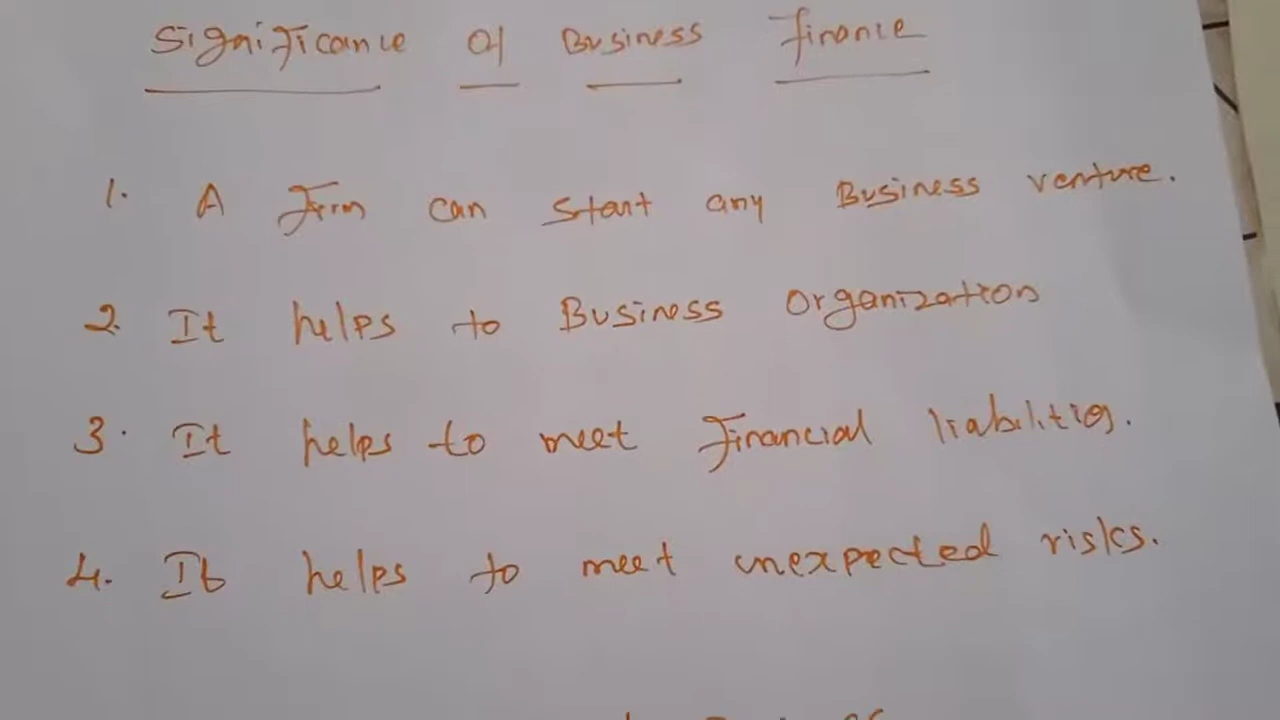 Significance of Business Finance
1. A Firm can Start any Business venture.
2. It helps to Business Organization
3. It helps to meet Financial liabilities.
4. It helps to meet unexpected risks.